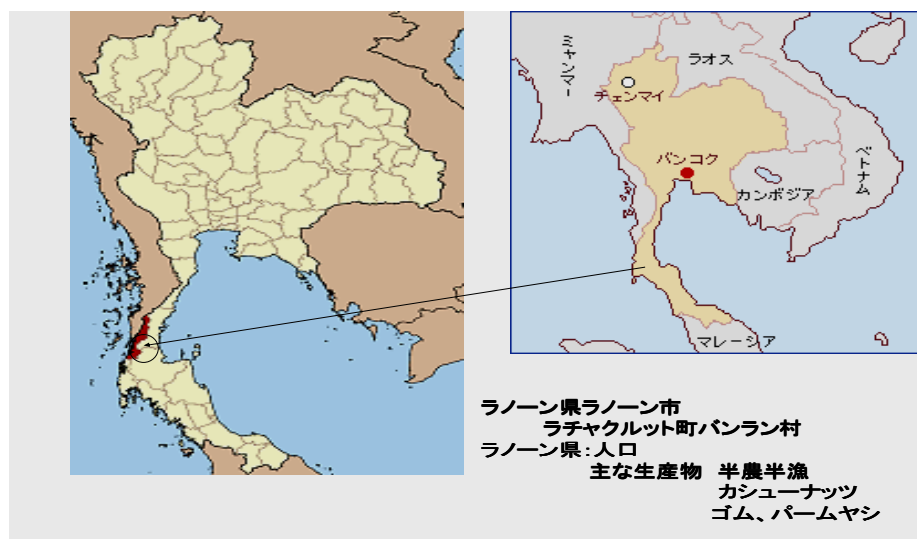 ミャンマー
ラオス
チェンマイ
バンコク
ベトナム
カンボジア
マレーシア
ラノーン県ラノーン市
ラチャクルット町バンラン村
ラノーン県:人口
主な生産物 半農半漁
カシューナッツ
ゴム、パームヤシ